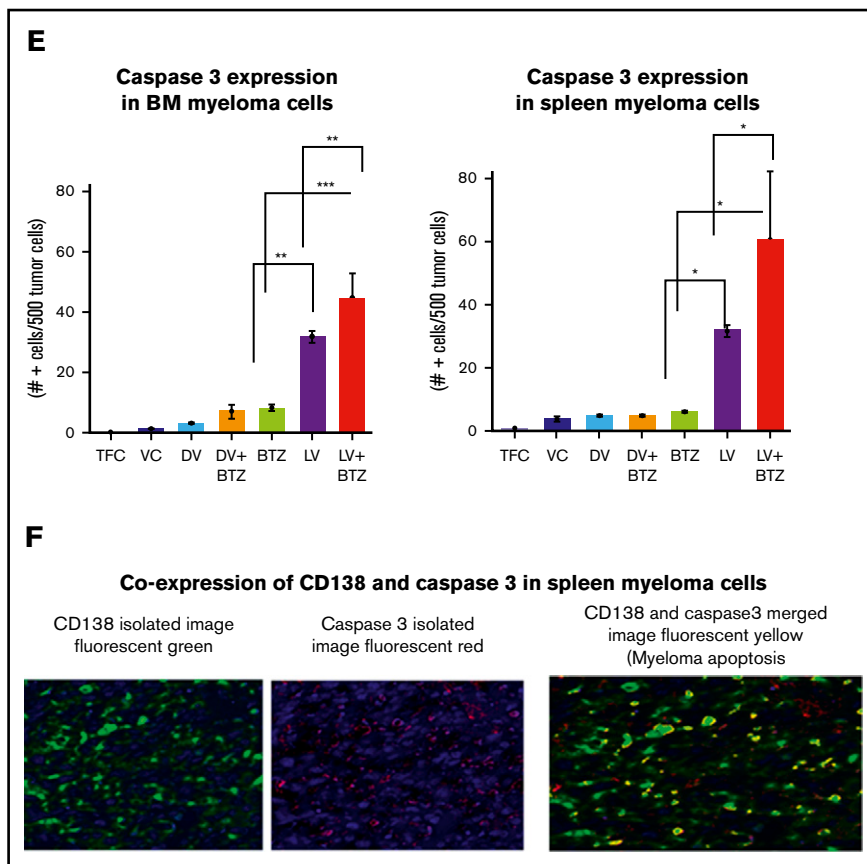 E
Caspase 3 expression
in BM myeloma cells
(# + cells/500 tumor cells)
80
60
40
20
0
**
***
**
TFC VC DV DV+ BTZ LV LV+
BTZ BTZ
Caspase 3 expression
in spleen myeloma cells
(# + cells/500 tumor cells)
80
60
40
20
0
*
*
*
TFC VC DV DV+ BTZ LV LV+
BTZ BTZ
F
Co-expression of CD138 and caspase 3 in spleen myeloma cells
CD138 isolated image
fluorescent green
Caspase 3 isolated
image fluorescent red
CD138 and caspase3 merged
image fluorescent yellow
(Myeloma apoptosis